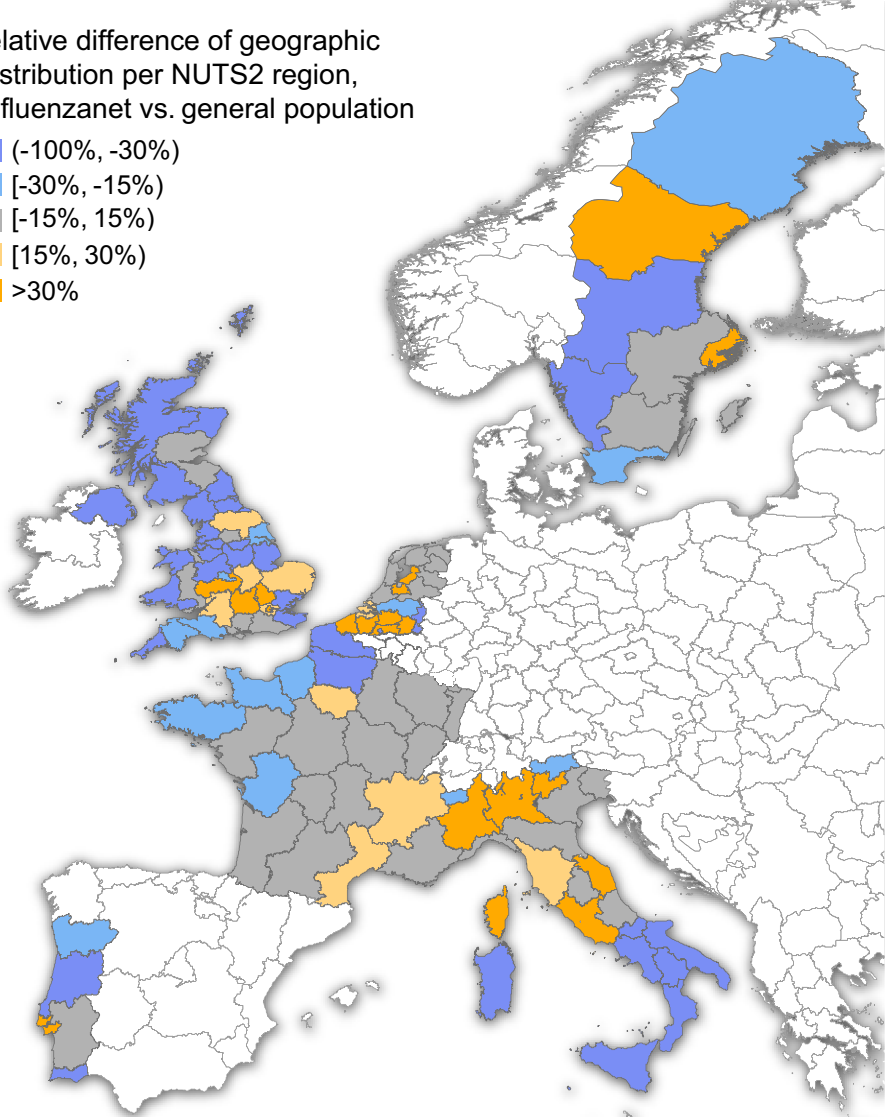 elative difference of geographic
stribution per NUTS2 region,
fluenzanet vs. general population
(-100%, -30%)
[-30%, -15%)
[-15%, 15%)
[15%, 30%)
>30%